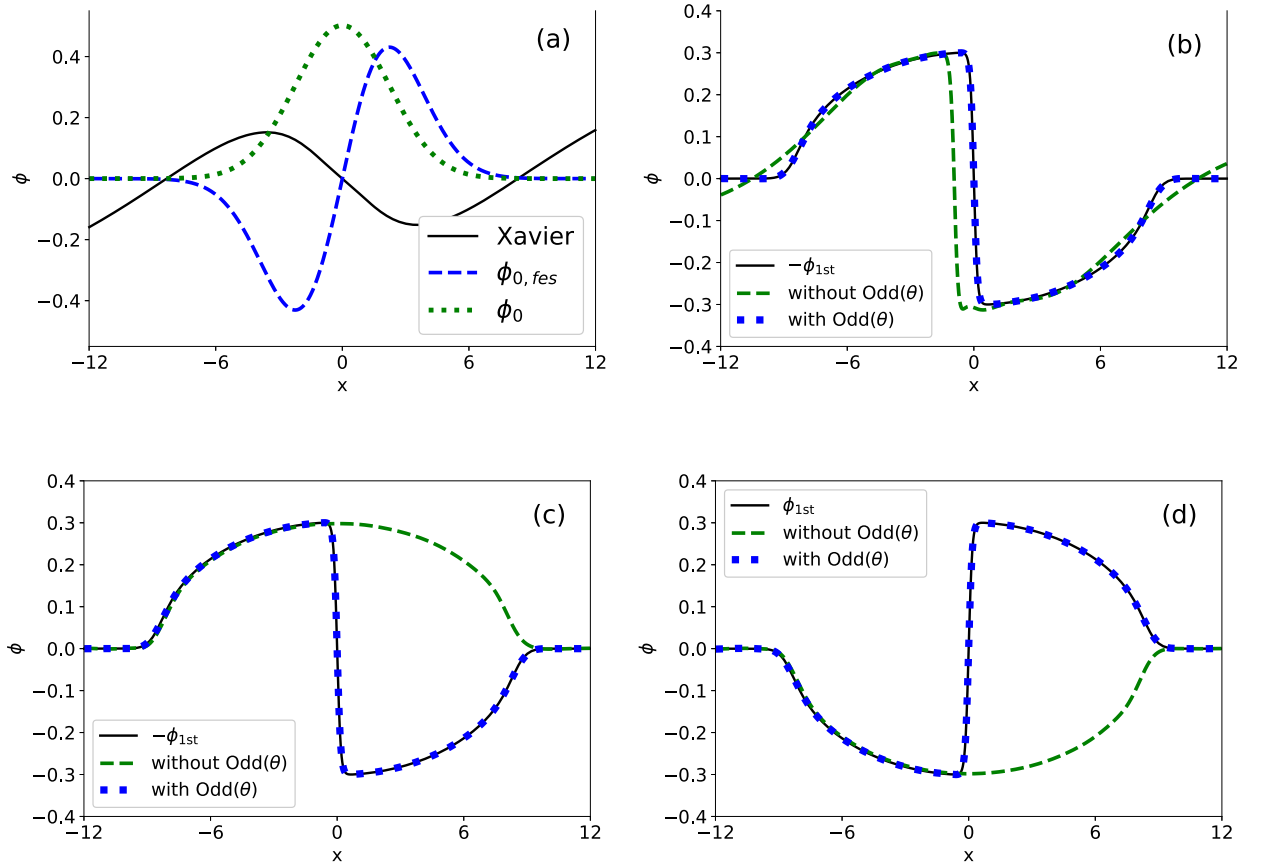 ϕ
0.4
0.2
0.0
−0.2
−0.4
(a)
Xavier
ϕ0, fes
ϕ0
−12 −6 0 6 12
x
ϕ
0.4
0.3
0.2
0.1
0.0
−0.1
−0.2
−0.3
−0.4
(b)
−ϕ1st
without Odd(θ)
with Odd(θ)
−12 −6 0 6 12
x
ϕ
0.4
0.3
0.2
0.1
0.0
−0.1
−0.2
−0.3
−0.4
(c)
−ϕ1st
without Odd(θ)
with Odd(θ)
−12 −6 0 6 12
x
ϕ
0.4
0.3
0.2
0.1
0.0
−0.1
−0.2
−0.3
−0.4
(d)
ϕ1st
without Odd(θ)
with Odd(θ)
−12 −6 0 6 12
x